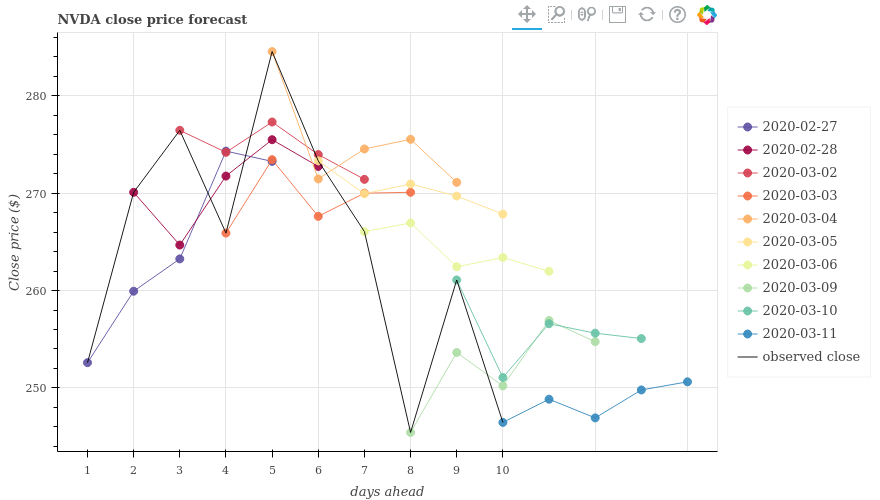 NVDA close price forecast
280
270
260
250
Close price ($)
1 2 3 4 5 6 7 8 9 10
days ahead
2020-02-27
2020-02-28
2020-03-02
2020-03-03
2020-03-04
2020-03-05
2020-03-06
2020-03-09
2020-03-10
2020-03-11
observed close